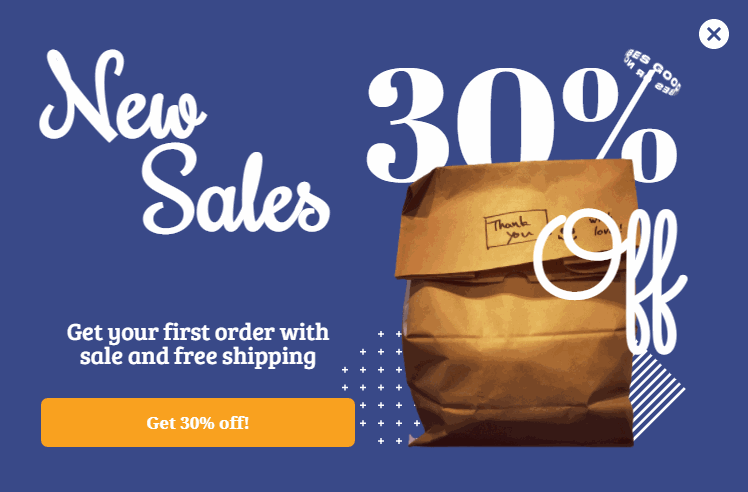 New
Sales
30%
Off
Thank
you
Get your first order with
sale and free shipping
Get 30% off!